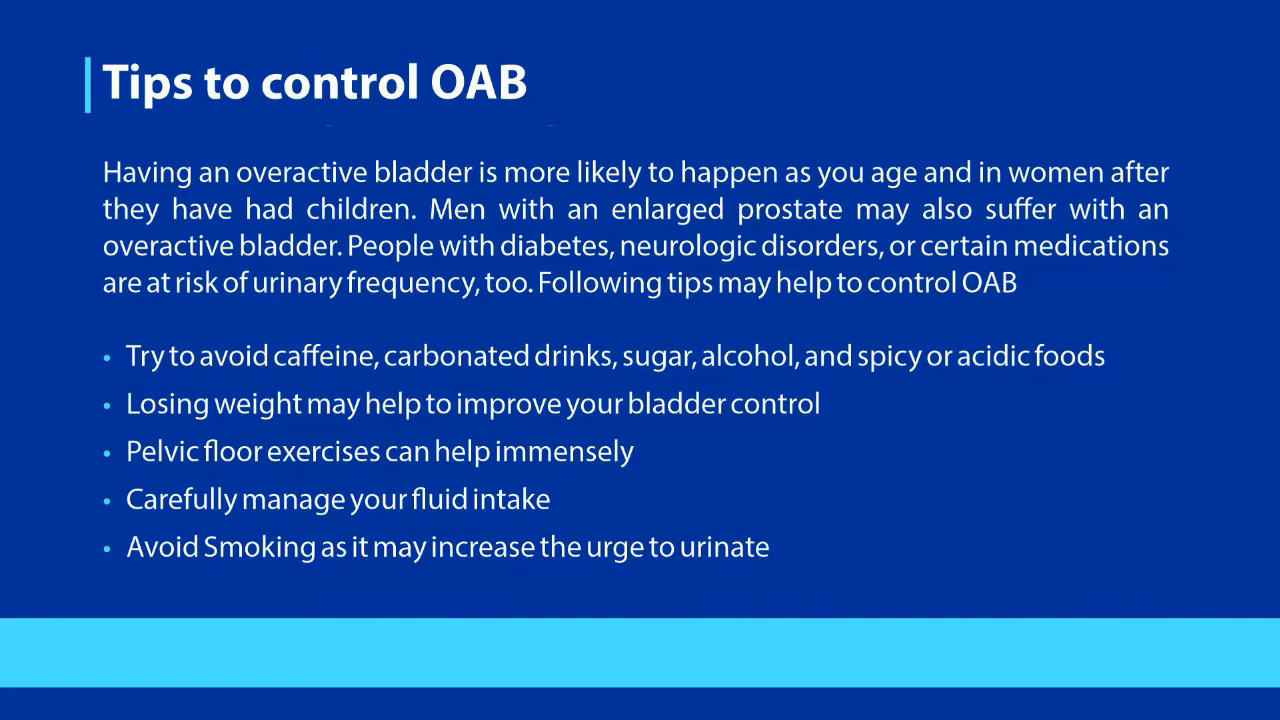 Tips to control OAB
Having an overactive bladder is more likely to happen as you age and in women after
they have had children. Men with an enlarged prostate may also suffer with an
overactive bladder. People with diabetes, neurologic disorders, or certain medications
are at risk of urinary frequency, too. Following tips may help to control OAB
• Try to avoid caffeine, carbonated drinks, sugar, alcohol, and spicy or acidic foods
• Losing weight may help to improve your bladder control
• Pelvic floor exercises can help immensely
• Carefully manage your fluid intake
• Avoid Smoking as it may increase the urge to urinate